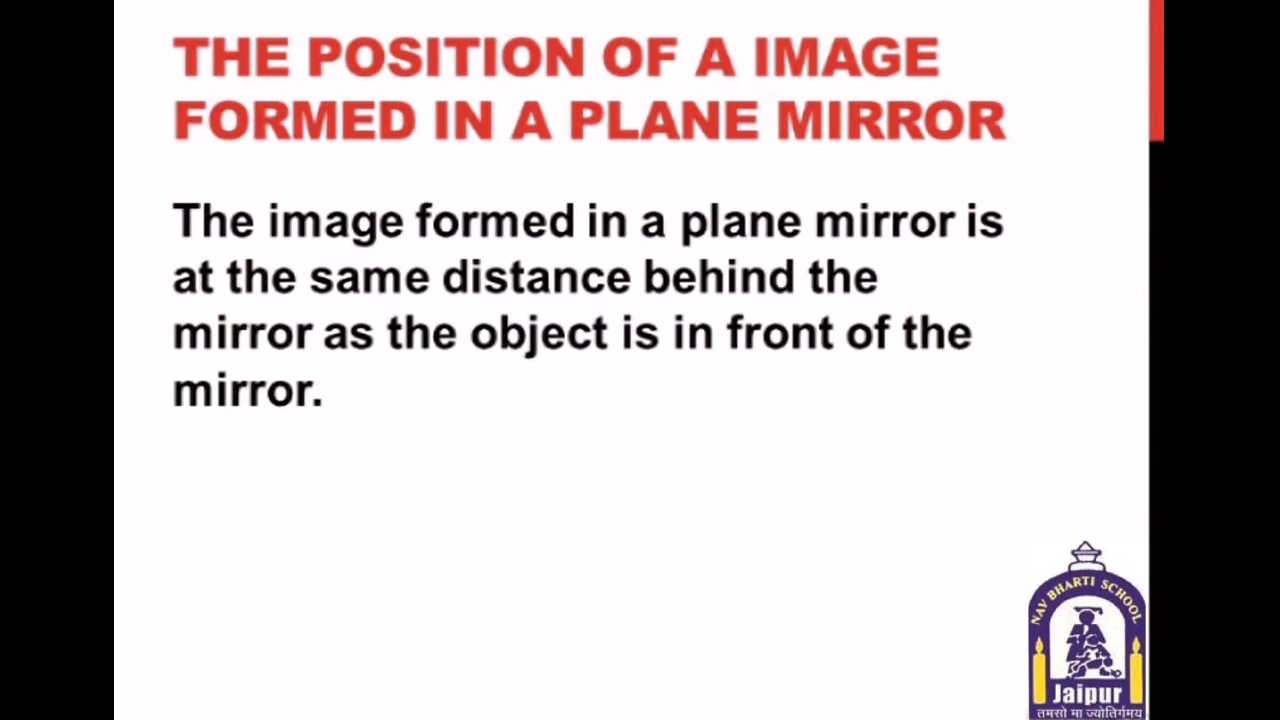 THE POSITION OF A IMAGE
FORMED IN A PLANE MIRROR
The image formed in a plane mirror is
at the same distance behind the
mirror as the object is in front of the
mirror.
NAV BHARTI SCHOOL
Jaipur
तमसो मा ज्योतिर्गमय